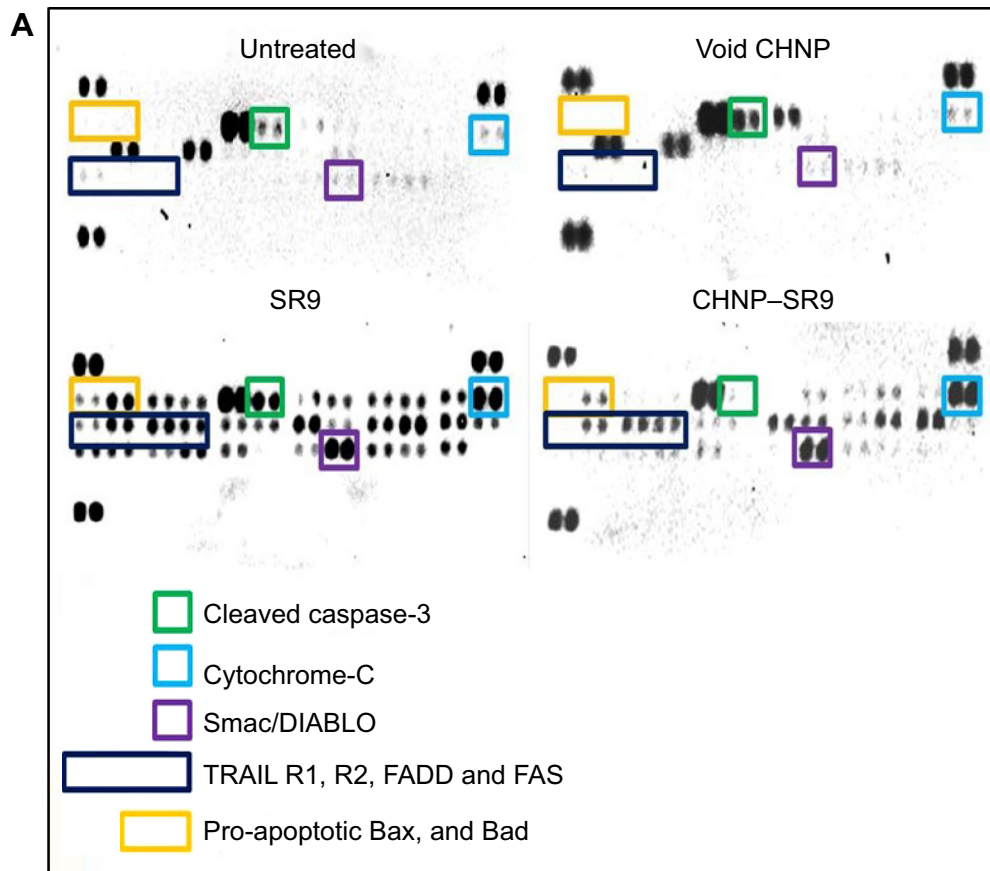 A
Untreated
Void CHNP
SR9
CHNP–SR9
Cleaved caspase-3
Cytochrome-C
Smac/DIABLO
TRAIL R1, R2, FADD and FAS
Pro-apoptotic Bax, and Bad